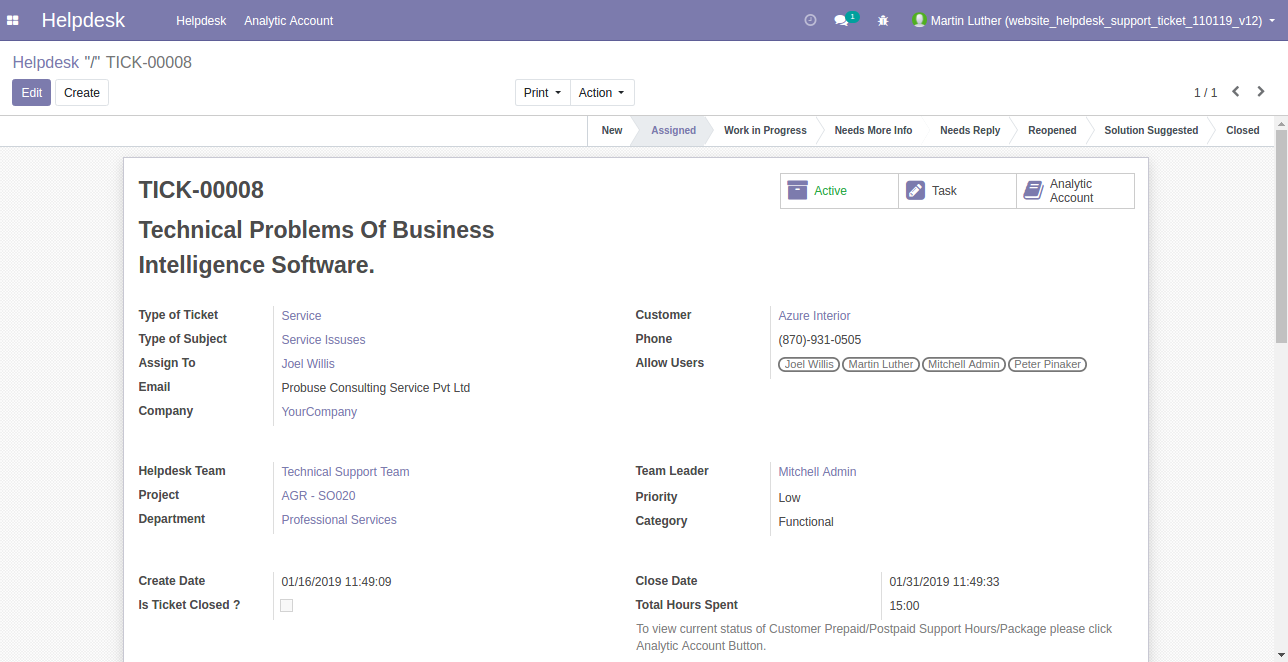 Helpdesk Helpdesk Analytic Account 1 Martin Luther (website_helpdesk_support_ticket_110119_v12)
Helpdesk "/" TICK-00008
Edit Create Print Action 1 / 1
New Assigned Work in Progress Needs More Info Needs Reply Reopened Solution Suggested Closed
TICK-00008
Active Task Analytic Account
Technical Problems Of Business
Intelligence Software.
Type of Ticket Service
Type of Subject Service Issuses
Assign To Joel Willis
Email Probuse Consulting Service Pvt Ltd
Company YourCompany
Customer Azure Interior
Phone (870)-931-0505
Allow Users Joel Willis Martin Luther Mitchell Admin Peter Pinaker
Helpdesk Team Technical Support Team
Project AGR - SO020
Department Professional Services
Team Leader Mitchell Admin
Priority Low
Category Functional
Create Date 01/16/2019 11:49:09
Is Ticket Closed ?
Close Date 01/31/2019 11:49:33
Total Hours Spent 15:00
To view current status of Customer Prepaid/Postpaid Support Hours/Package please click
Analytic Account Button.